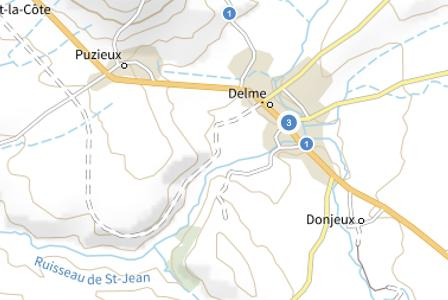 t-la-Côte
1
Puzieux
Delme
3
1
Donjeux
Ruisseau de St-Jean